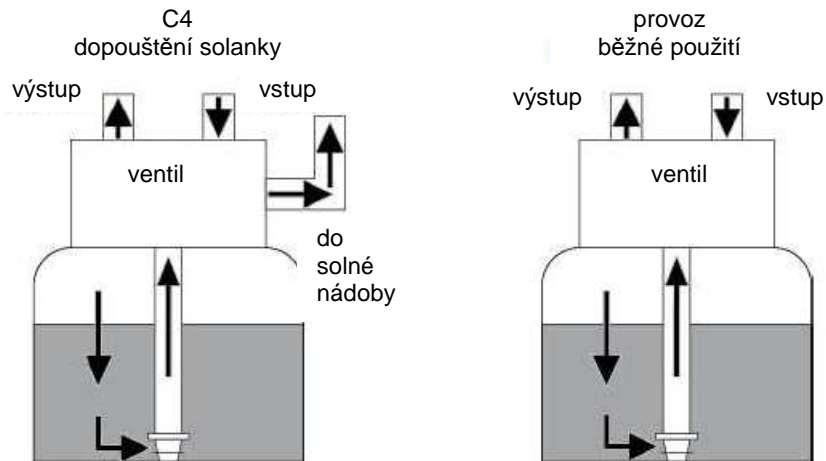 C4
dopouštění solanky
výstup
vstup
ventil
do
solné
nádoby
provoz
běžné použití
výstup
vstup
ventil